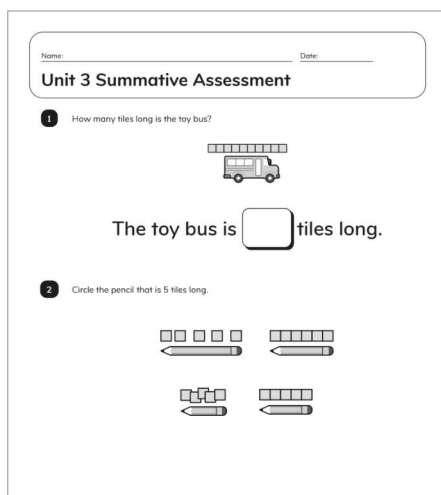 Name: Date:
Unit 3 Summative Assessment
1 How many tiles long is the toy bus?
The toy bus is tiles long.
2 Circle the pencil that is 5 tiles long.